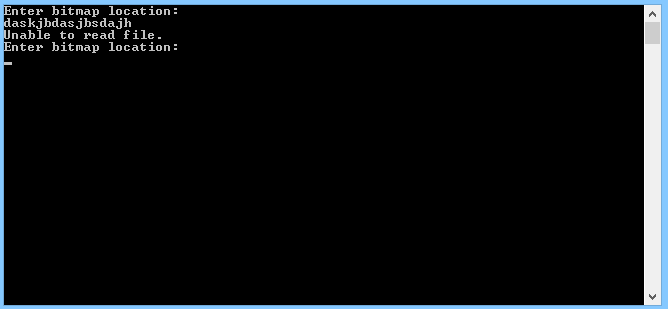 Enter bitmap location:
daskjbdasjbsdajh
Unable to read file.
Enter bitmap location: